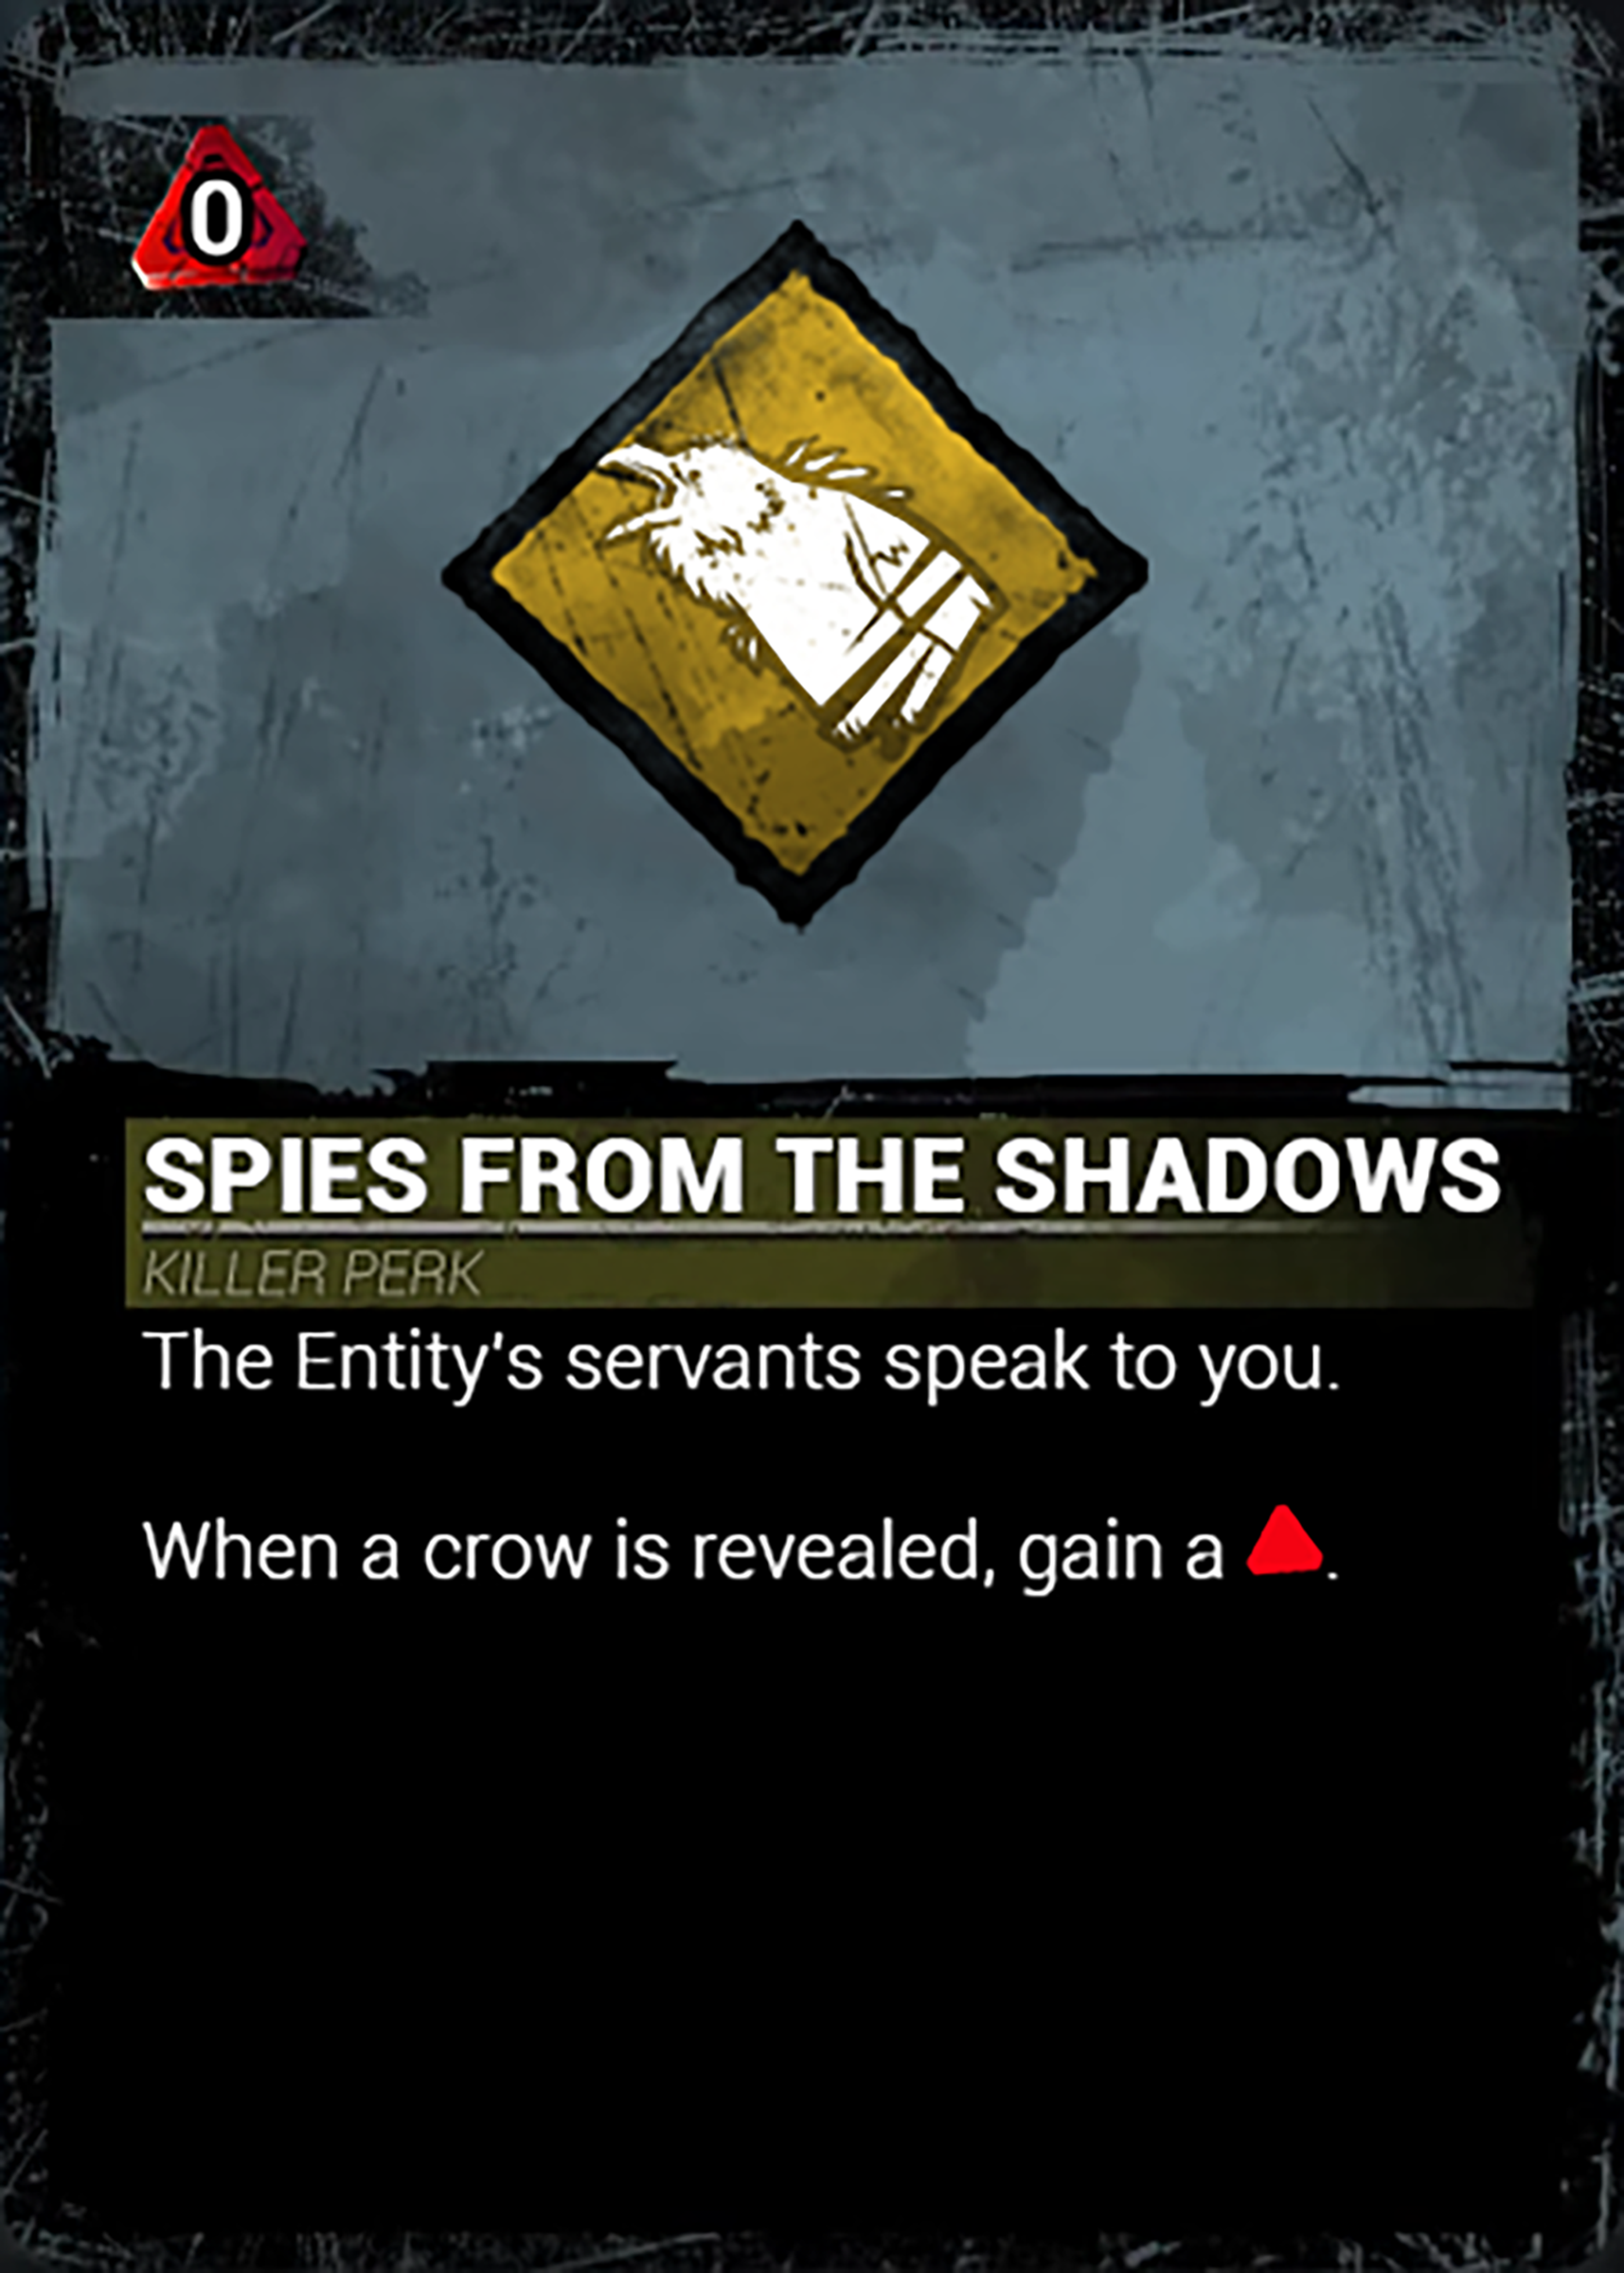 0
SPIES FROM THE SHADOWS
KILLER PERK
The Entity's servants speak to you.
When a crow is revealed, gain a .